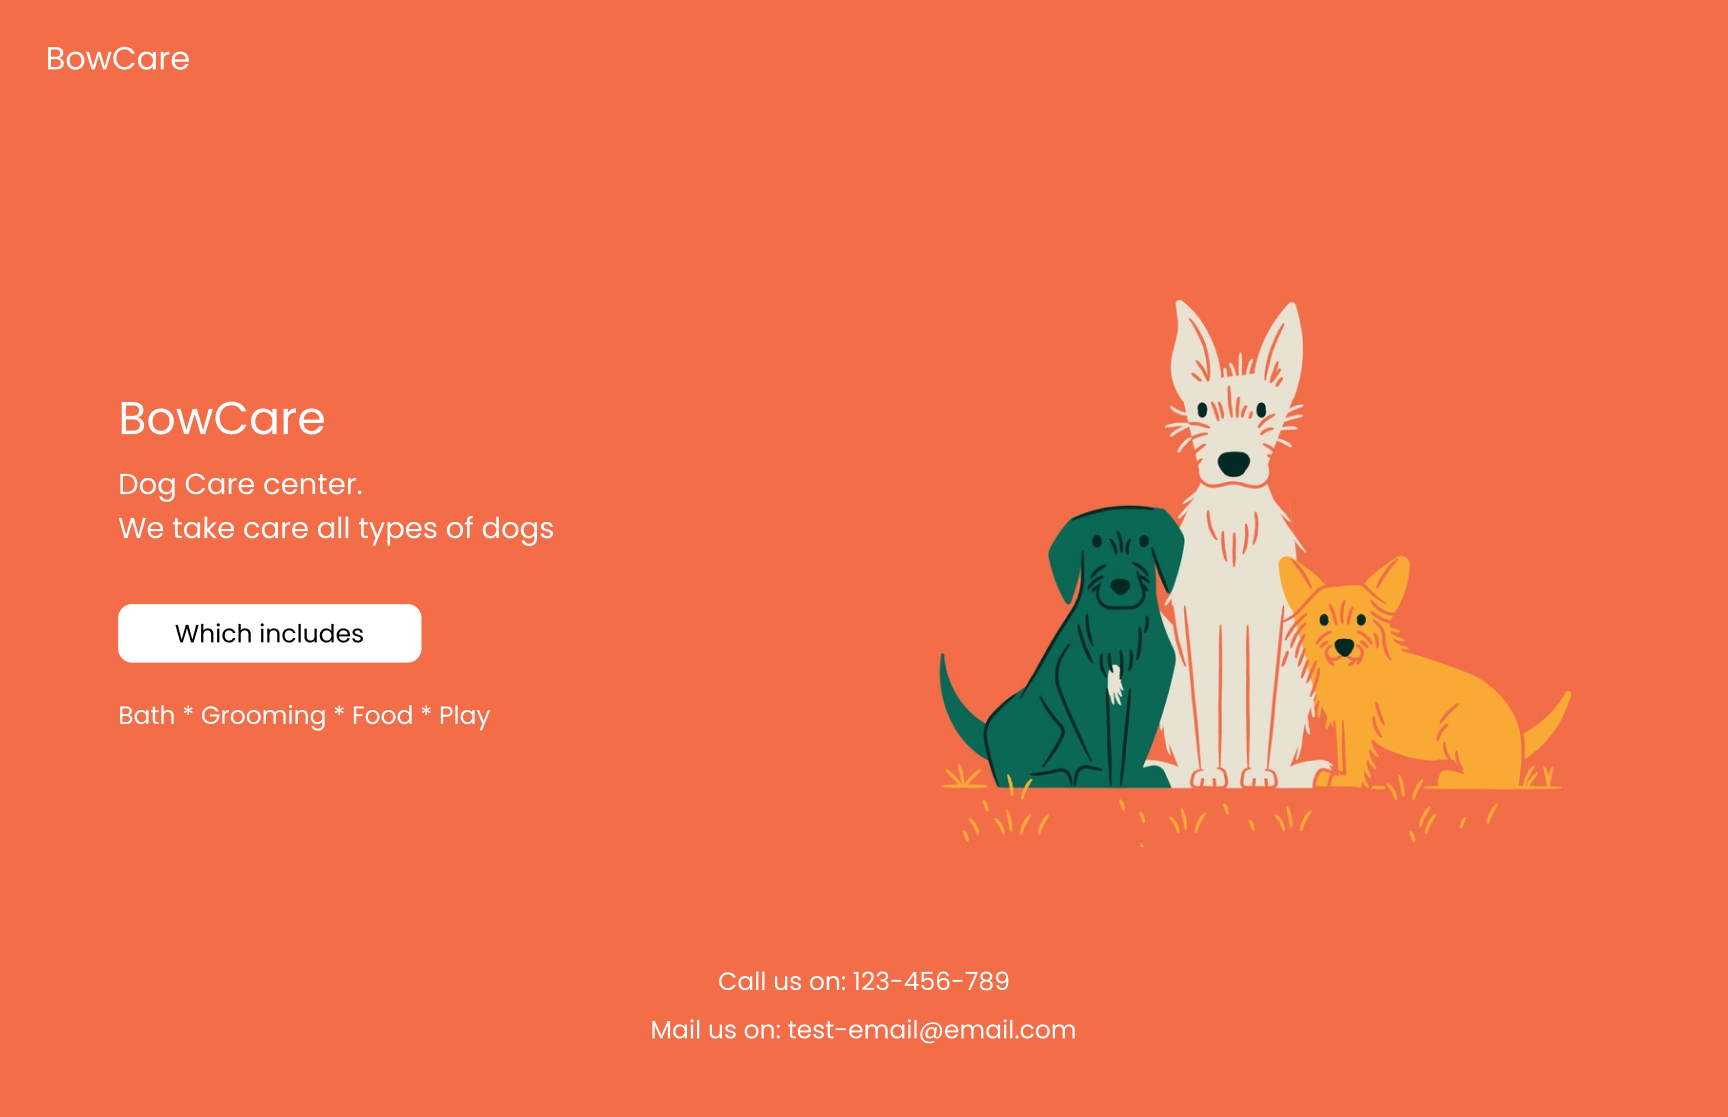 BowCare
BowCare
Dog Care center.
We take care all types of dogs
Which includes
Bath * Grooming * Food * Play
Call us on: 123-456-789
Mail us on: test-email@email.com